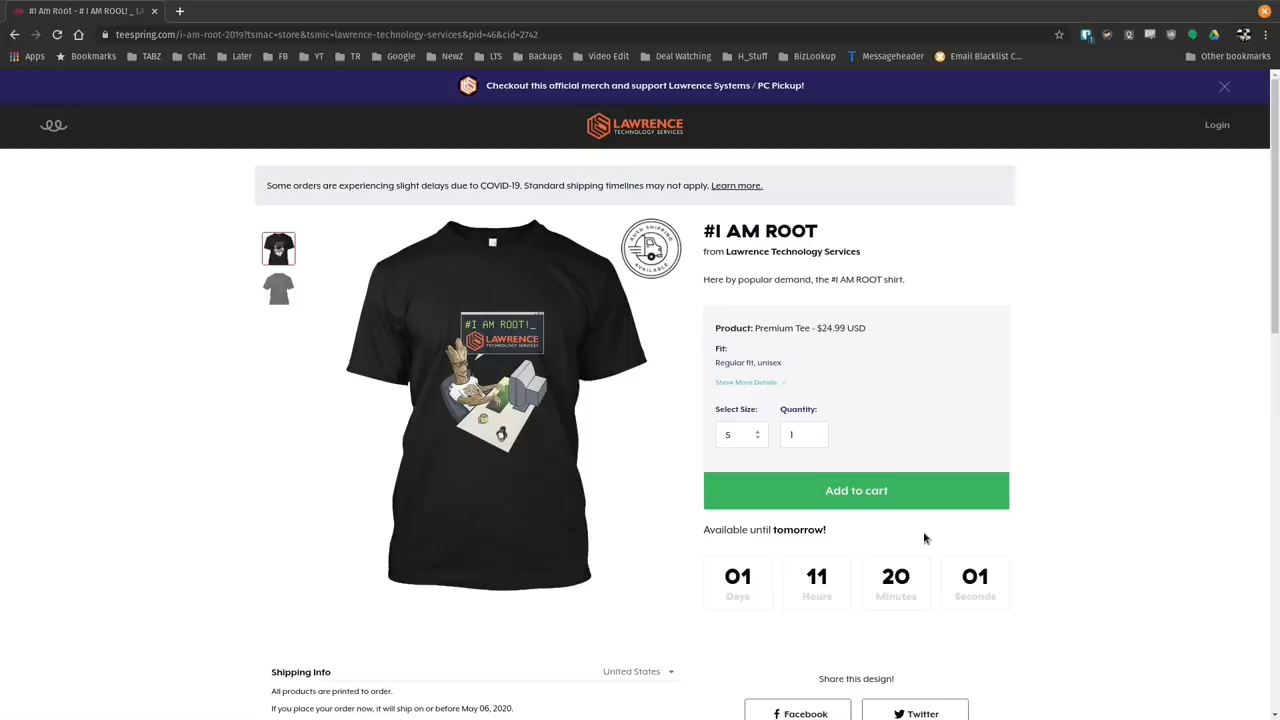 #I Am Root - #I AM ROOT! _ LA
teespring.com/i-am-root-2019?tsmac=store&tsmic=lawrence-technology-services&pid=46&cid=2742
Apps Bookmarks TABZ Chat Later FB YT TR Google NewZ LTS Backups Video Edit Deal Watching H_Stuff BizLookup Messageheader Email Blacklist C... Other bookmarks
Checkout this official merch and support Lawrence Systems / PC Pickup!
LAWRENCE
TECHNOLOGY SERVICES
Login
Some orders are experiencing slight delays due to COVID-19. Standard shipping timelines may not apply. Learn more.
RUSH SHIPPING
AVAILABLE
#I AM ROOT!_
LAWRENCE
TECHNOLOGY SERVICES
#I AM ROOT
from Lawrence Technology Services
Here by popular demand, the #I AM ROOT shirt.
Product: Premium Tee - $24.99 USD
Fit:
Regular fit, unisex
Show More Details
Select Size: Quantity:
S 1
Add to cart
Available until tomorrow!
01 11 20 01
Days Hours Minutes Seconds
Shipping Info United States
All products are printed to order.
If you place your order now, it will ship on or before May 06, 2020.
Share this design!
Facebook Twitter